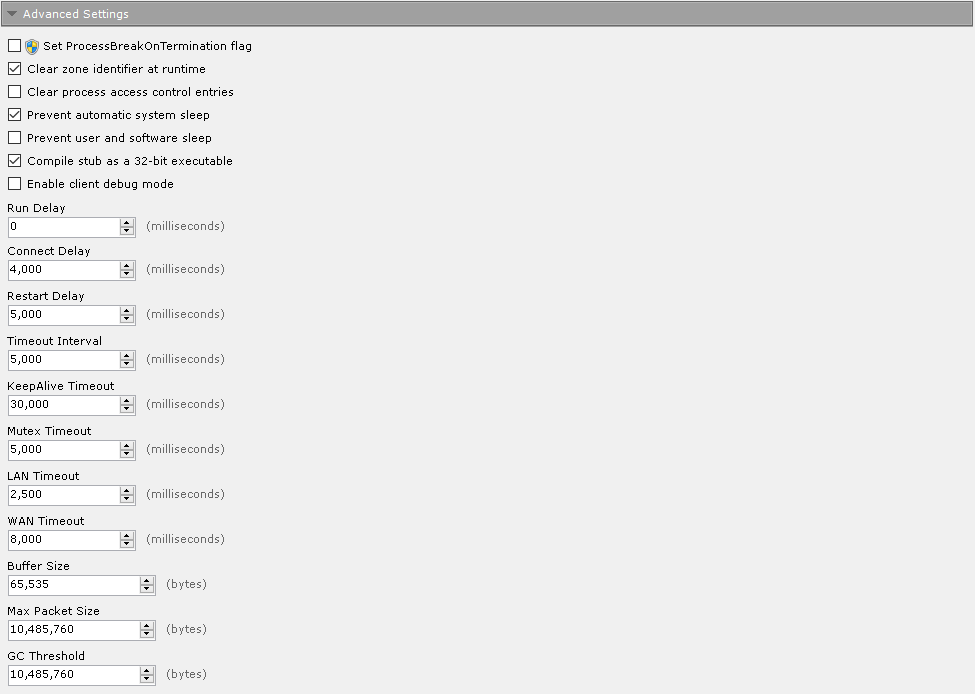 Advanced Settings
Set ProcessBreakOnTermination flag
Clear zone identifier at runtime
Clear process access control entries
Prevent automatic system sleep
Prevent user and software sleep
Compile stub as a 32-bit executable
Enable client debug mode
Run Delay
0 (milliseconds)
Connect Delay
4,000 (milliseconds)
Restart Delay
5,000 (milliseconds)
Timeout Interval
5,000 (milliseconds)
KeepAlive Timeout
30,000 (milliseconds)
Mutex Timeout
5,000 (milliseconds)
LAN Timeout
2,500 (milliseconds)
WAN Timeout
8,000 (milliseconds)
Buffer Size
65,535 (bytes)
Max Packet Size
10,485,760 (bytes)
GC Threshold
10,485,760 (bytes)